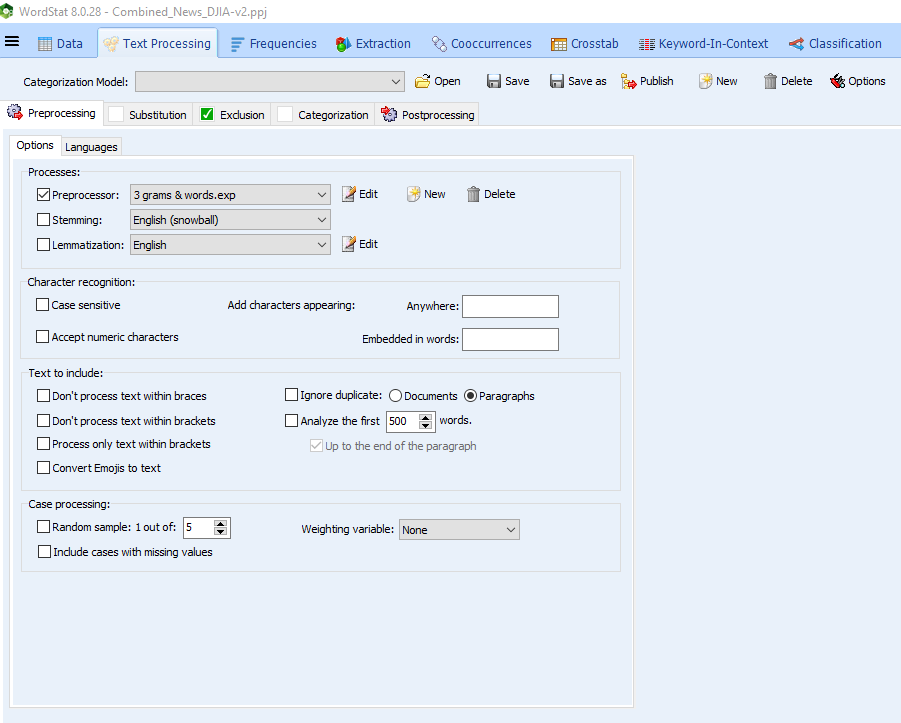 WordStat 8.0.28 - Combined_News_DJIA-v2.ppj
Data Text Processing Frequencies Extraction Cooccurrences Crosstab Keyword-In-Context Classification
Categorization Model: Open Save Save as Publish New Delete Options
Preprocessing Substitution Exclusion Categorization Postprocessing
Options Languages
Processes:
Preprocessor: 3 grams & words.exp Edit New Delete
Stemming: English (snowball)
Lemmatization: English Edit
Character recognition:
Case sensitive Add characters appearing: Anywhere:
Accept numeric characters Embedded in words:
Text to include:
Don't process text within braces Ignore duplicate: Documents Paragraphs
Don't process text within brackets Analyze the first 500 words.
Process only text within brackets Up to the end of the paragraph
Convert Emojis to text
Case processing:
Random sample: 1 out of: 5 Weighting variable: None
Include cases with missing values